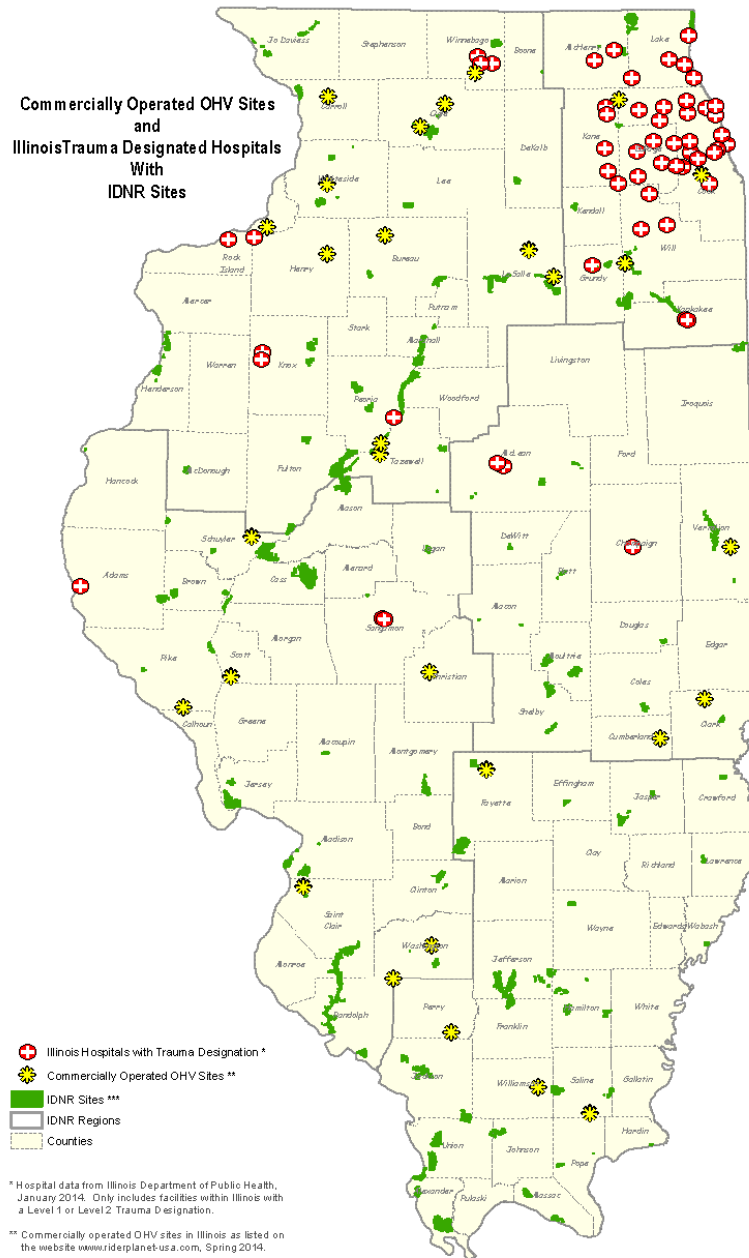 Commercially Operated OHV Sites
and
IllinoisTrauma Designated Hospitals
With
IDNR Sites
Jo Daviess
Stephenson
Winnebago
Boone
McHenry
Lake
Carroll
Ogle
Kane
DeKalb
Cook
Whiteside
Lee
Kendall
Will
Rock
Island
Henry
Bureau
LaSalle
Grundy
Mercer
Putnam
Kankakee
Stark
Marshall
Livingston
Henderson
Warren
Knox
Peoria
Woodford
Iroquois
Hancock
McDonough
Fulton
Tazewell
McLean
Ford
Mason
Schuyler
Logan
DeWitt
Champaign
Vermilion
Adams
Brown
Cass
Menard
Macon
Piatt
Sangamon
Douglas
Pike
Scott
Morgan
Christian
Moultrie
Edgar
Coles
Shelby
Calhoun
Greene
Macoupin
Montgomery
Cumberland
Clark
Jersey
Fayette
Effingham
Jasper
Crawford
Madison
Bond
Clay
Richland
Lawrence
Clinton
Marion
Saint
Clair
Wayne
Edwards
Wabash
Washington
Jefferson
Monroe
Randolph
Perry
Hamilton
White
Franklin
Jackson
Williamson
Saline
Gallatin
Union
Johnson
Pope
Hardin
Alexander
Pulaski
Massac
Illinois Hospitals with Trauma Designation *
Commercially Operated OHV Sites **
IDNR Sites ***
IDNR Regions
Counties
* Hospital data from Illinois Department of Public Health,
January 2014. Only includes facilities within Illinois with
a Level 1 or Level 2 Trauma Designation.
** Commercially operated OHV sites in Illinois as listed on
the website www.riderplanet-usa.com, Spring 2014.